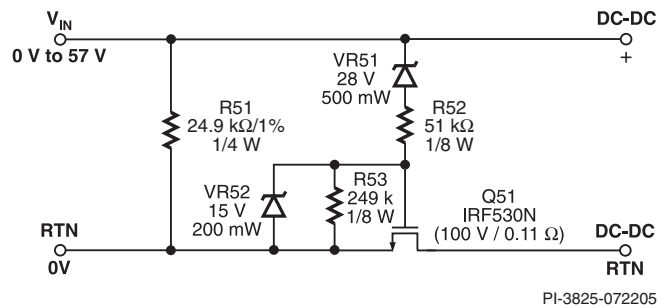 V_IN
0 V to 57 V
DC-DC
+
VR51
28 V
500 mW
R51
24.9 kΩ/1%
1/4 W
R52
51 kΩ
1/8 W
VR52
15 V
200 mW
R53
249 k
1/8 W
Q51
IRF530N
(100 V / 0.11 Ω)
RTN
0V
DC-DC
RTN
PI-3825-072205